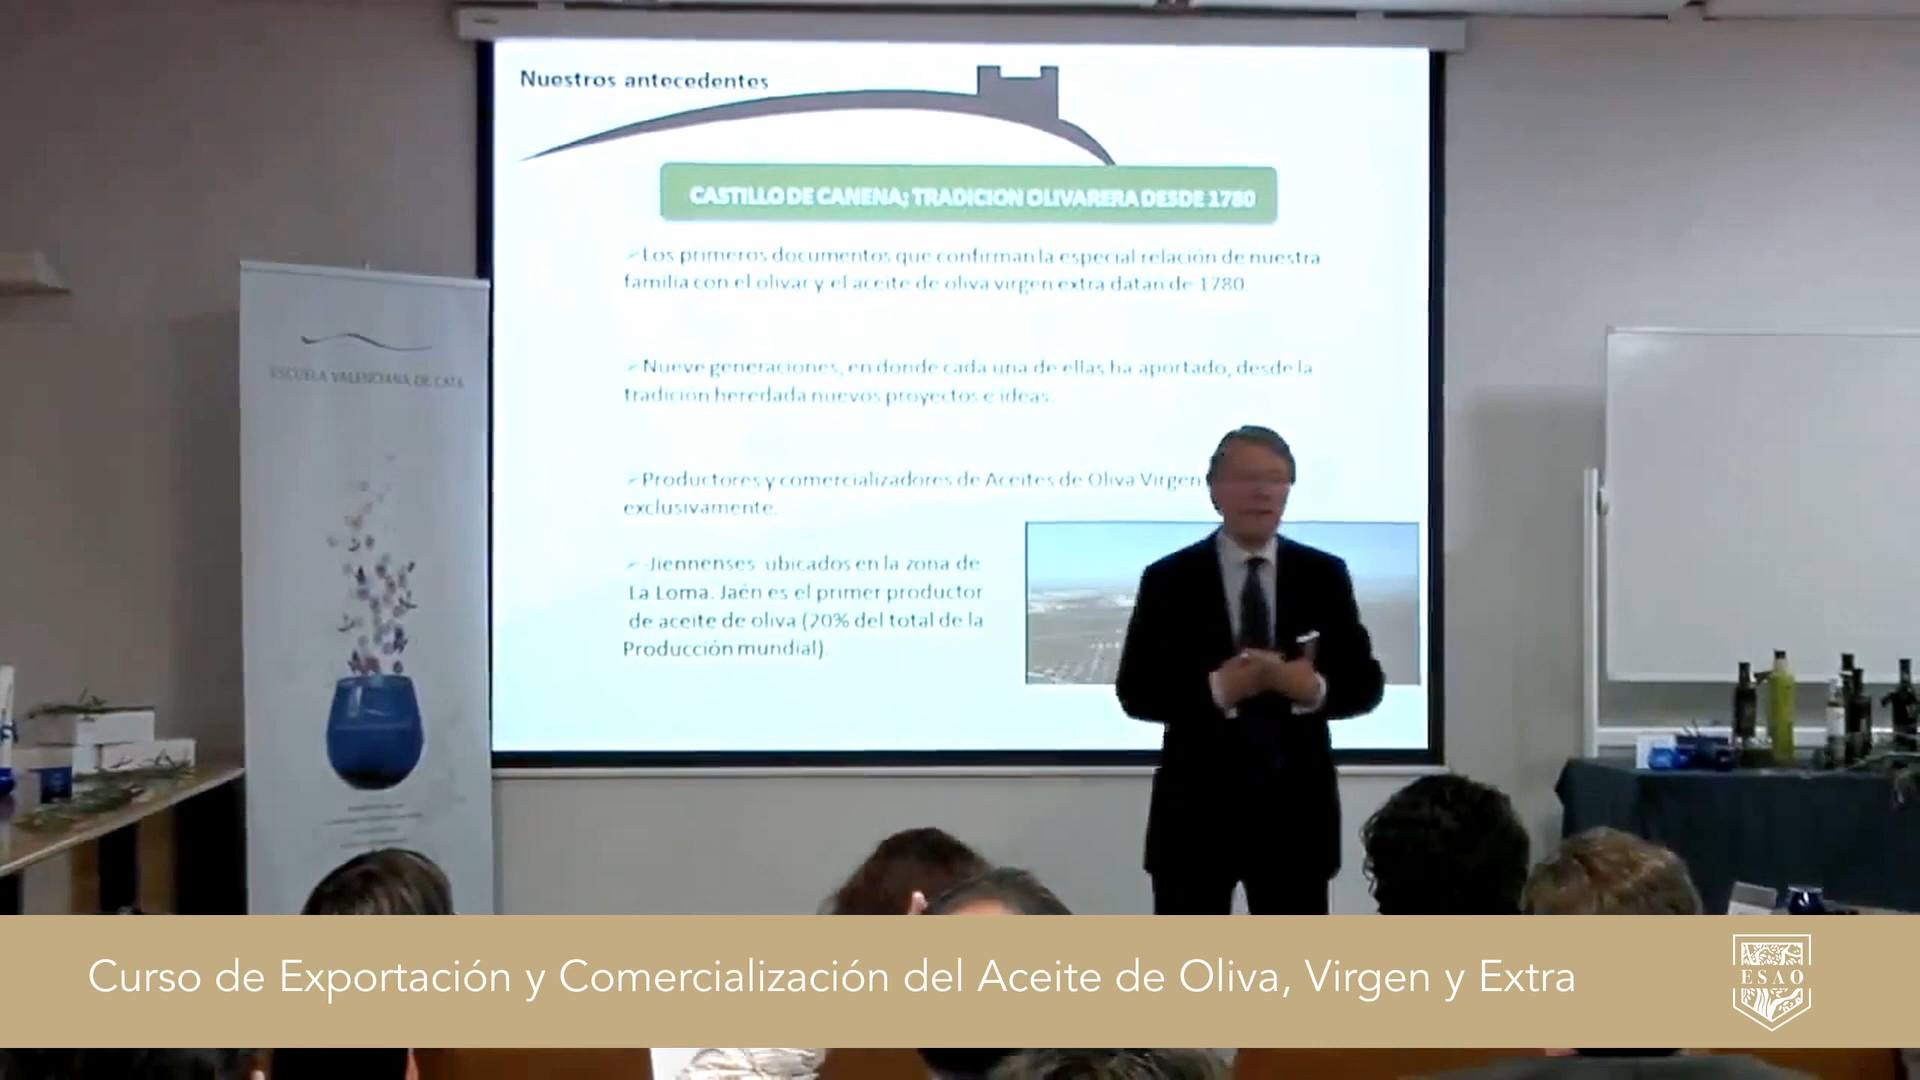 Nuestros antecedentes
CASTILLO DE CANENA; TRADICION OLIVARERA DESDE 1780
Los primeros documentos que confirman la especial relación de nuestra
familia con el olivar y el aceite de oliva virgen extra datan de 1780.
Nueve generaciones, en donde cada una de ellas ha aportado, desde la
tradición heredada nuevos proyectos e ideas.
Productores y comercializadores de Aceites de Oliva Virgen
exclusivamente.
-Jiennenses ubicados en la zona de
La Loma. Jaén es el primer productor
de aceite de oliva (20% del total de la
Producción mundial).
ESCUELA VALENCIANA DE CATA
Curso de Exportación y Comercialización del Aceite de Oliva, Virgen y Extra
ESAO